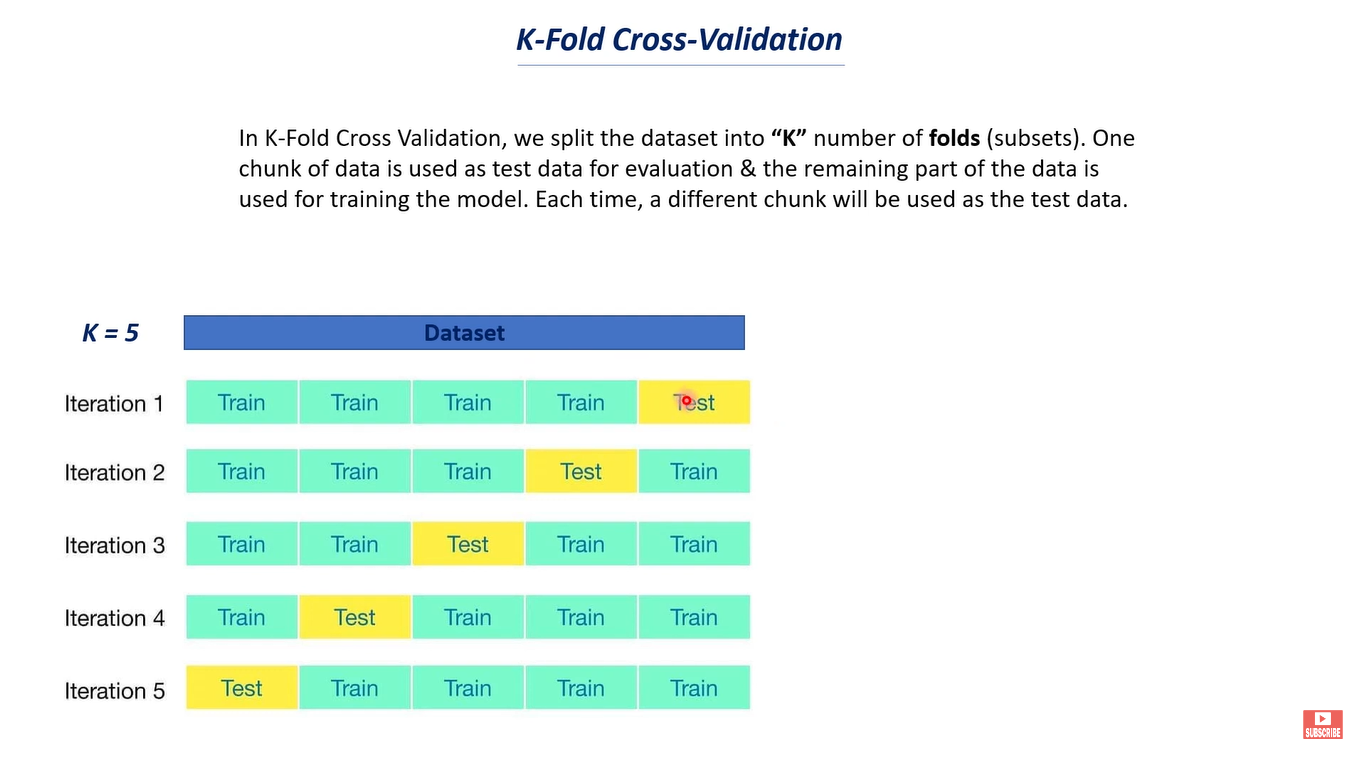 K-Fold Cross-Validation
In K-Fold Cross Validation, we split the dataset into “K” number of folds (subsets). One
chunk of data is used as test data for evaluation & the remaining part of the data is
used for training the model. Each time, a different chunk will be used as the test data.
K = 5 Dataset
Iteration 1 Train Train Train Train Test
Iteration 2 Train Train Train Test Train
Iteration 3 Train Train Test Train Train
Iteration 4 Train Test Train Train Train
Iteration 5 Test Train Train Train Train
SUBSCRIBE